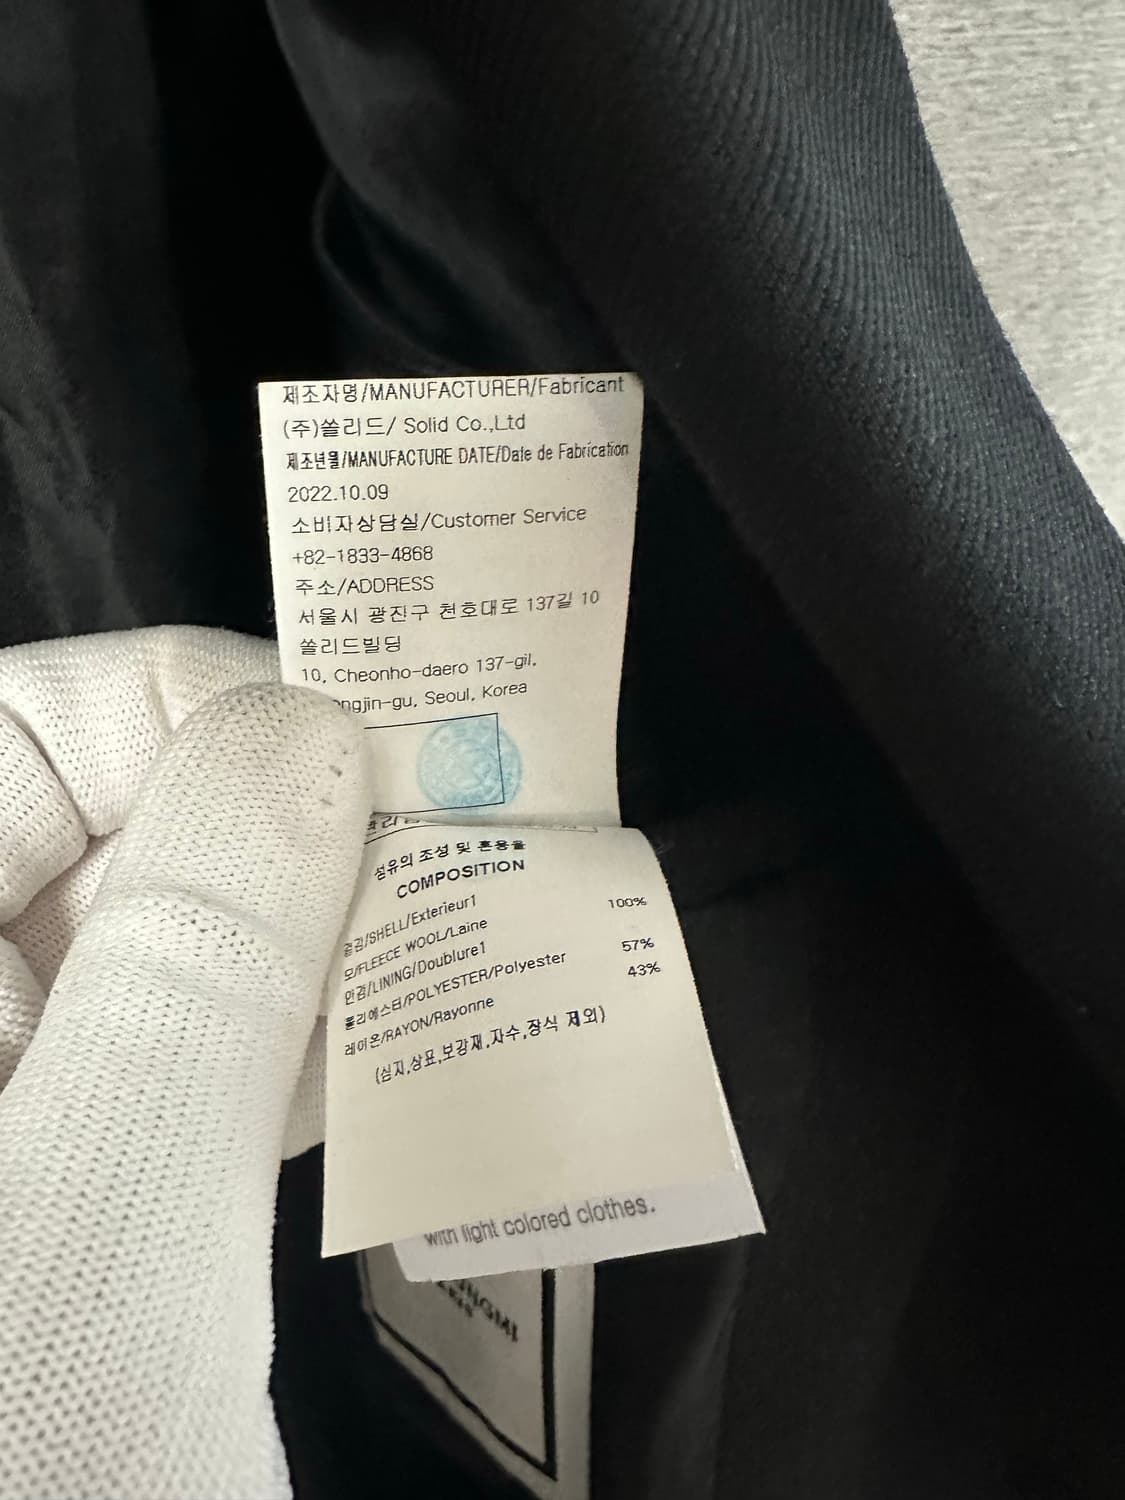 제조자명/MANUFACTURER/Fabricant
(주)쏠리드/ Solid Co.,Ltd
제조년월/MANUFACTURE DATE/Date de Fabrication
2022.10.09
소비자상담실/Customer Service
+82-1833-4868
주소/ADDRESS
서울시 광진구 천호대로 137길 10
쏠리드빌딩
10, Cheonho-daero 137-gil,
ngjin-gu, Seoul, Korea
섬유의 조성 및 혼용율
COMPOSITION
겉감/SHELL/Exterieur1
모/FLEECE WOOL/Laine 100%
안감/LINING/Doublure1
폴리에스터/POLYESTER/Polyester 57%
레이온/RAYON/Rayonne 43%
(심지,상표,보강재,자수,장식 제외)
with light colored clothes.